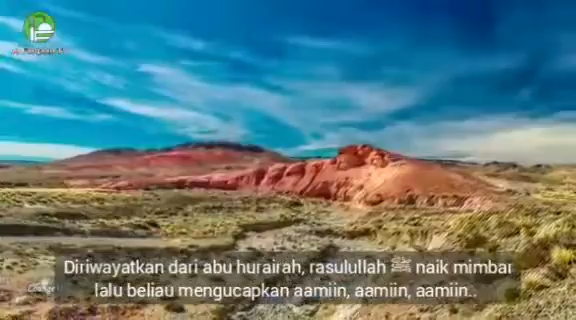 Diriwayatkan dari abu hurairah, rasulullah ﷺ naik mimbar
lalu beliau mengucapkan aamiin, aamiin, aamiin..